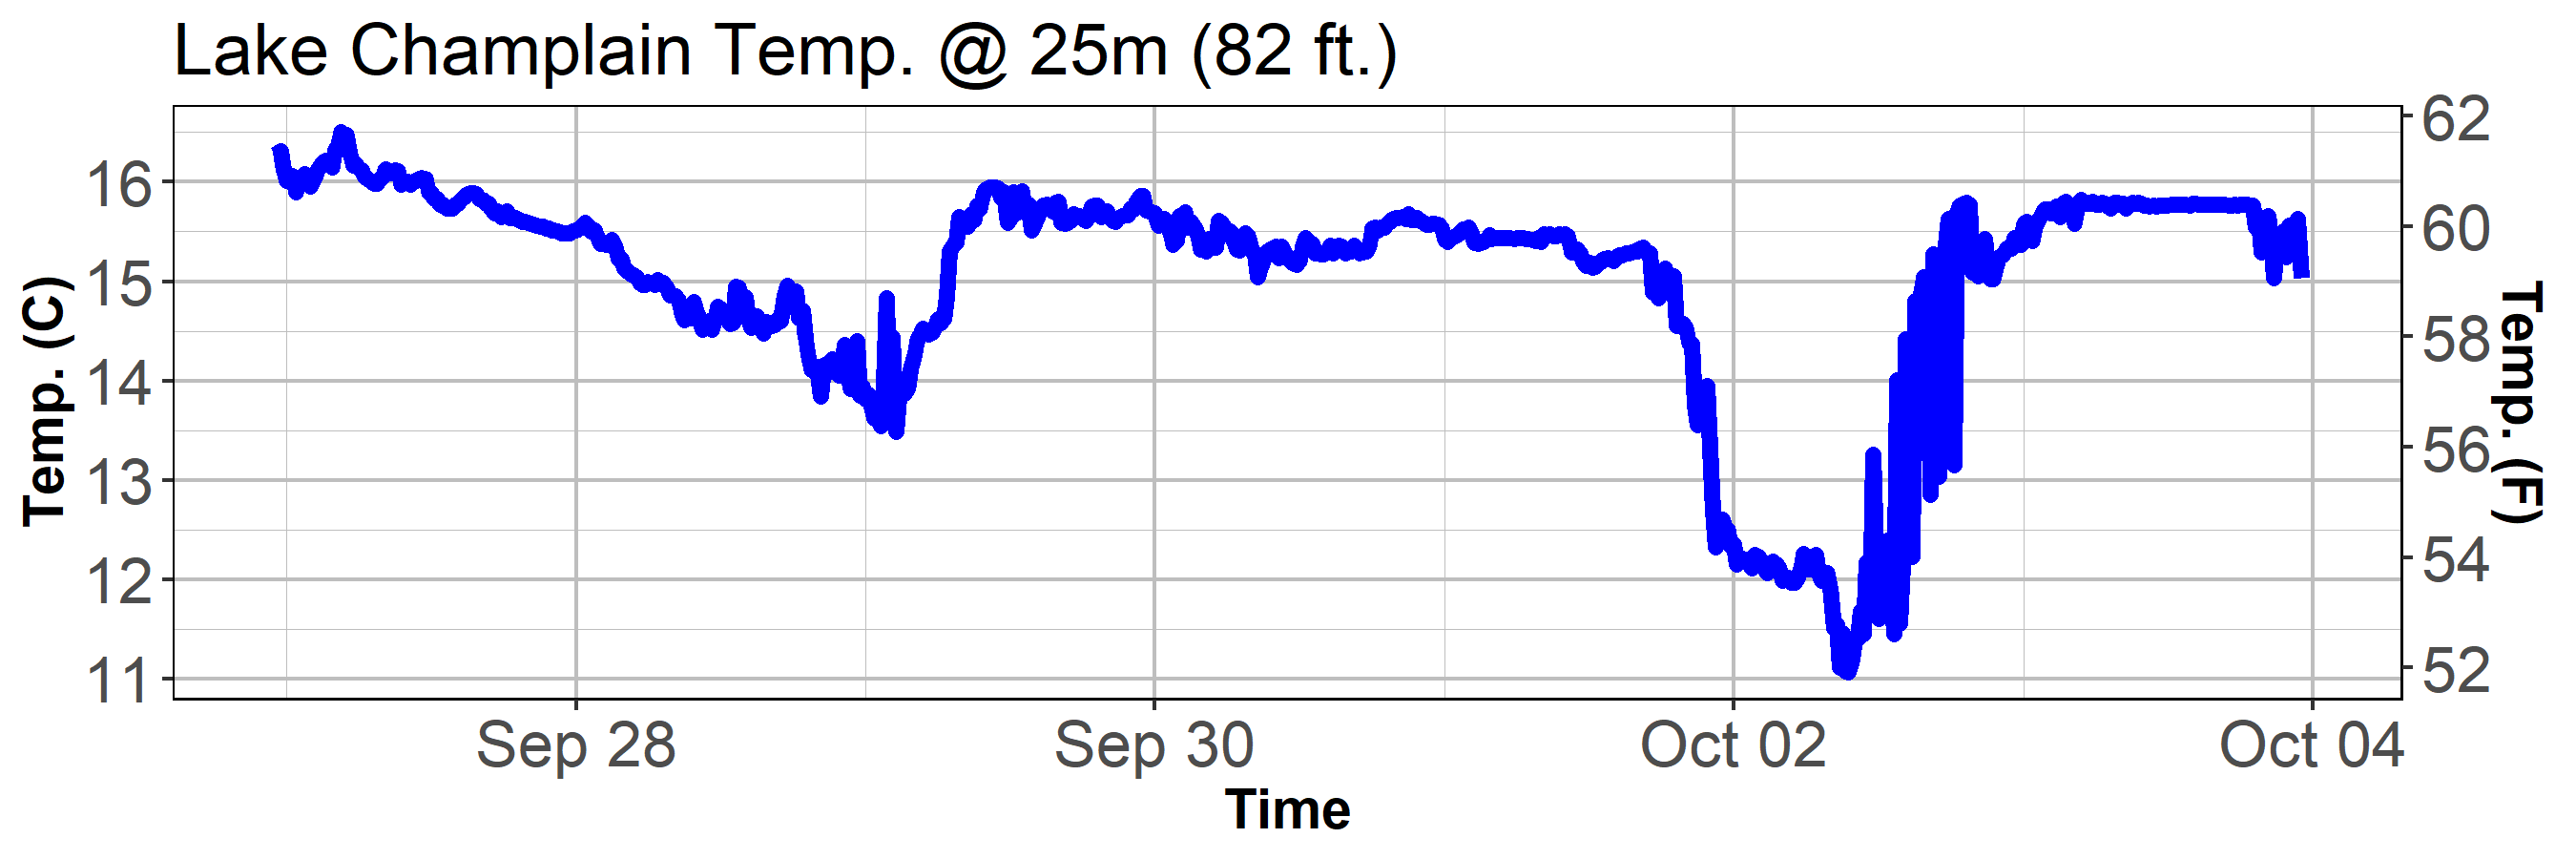 Lake Champlain Temp. @ 25m (82 ft.)
Temp. (C)
16
15
14
13
12
11
62
60
58
56
54
52
Temp. (F)
Sep 28
Sep 30
Oct 02
Oct 04
Time